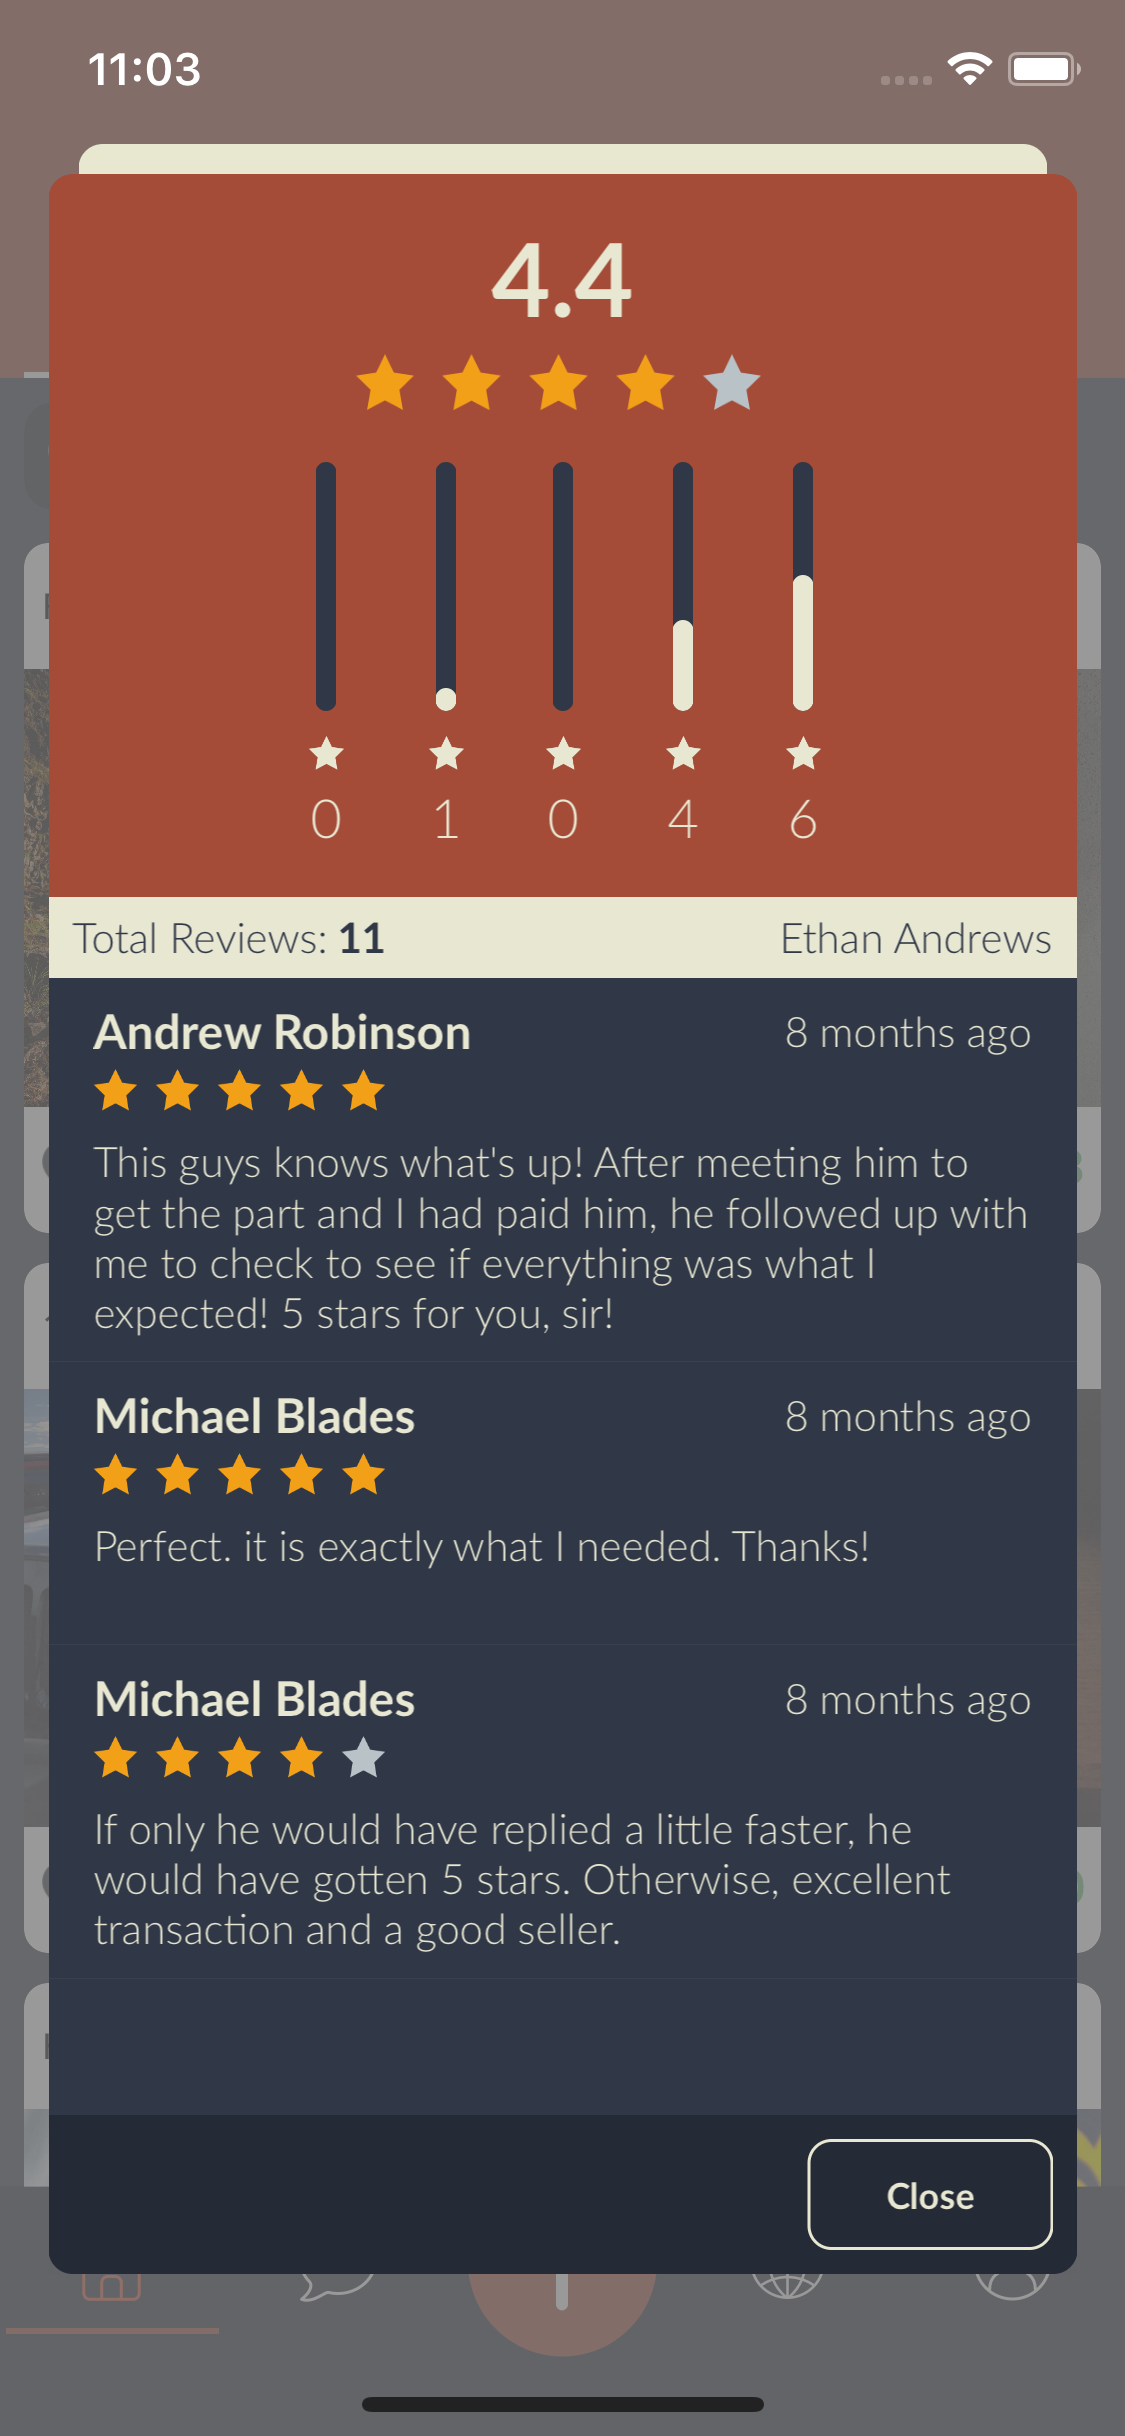 11:03
4.4
0 1 0 4 6
Total Reviews: 11 Ethan Andrews
Andrew Robinson 8 months ago
This guys knows what's up! After meeting him to
get the part and I had paid him, he followed up with
me to check to see if everything was what I
expected! 5 stars for you, sir!
Michael Blades 8 months ago
Perfect. it is exactly what I needed. Thanks!
Michael Blades 8 months ago
If only he would have replied a little faster, he
would have gotten 5 stars. Otherwise, excellent
transaction and a good seller.
Close